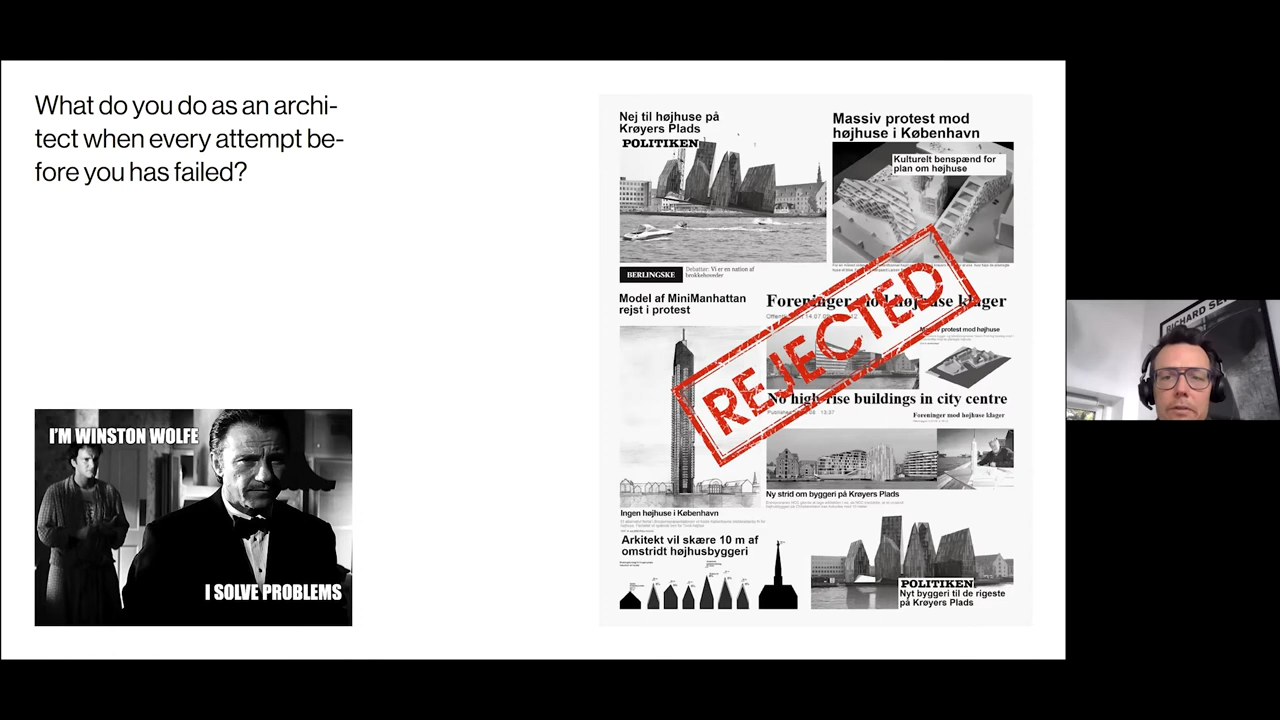 What do you do as an archi-
tect when every attempt be-
fore you has failed?
I'M WINSTON WOLFE
I SOLVE PROBLEMS
Nej til højhuse på
Krøyers Plads
POLITIKEN
Massiv protest mod
højhuse i København
Kulturelt benspænd for
plan om højhuse
BERLINGSKE
Debattør: Vi er en nation af
brokkehoveder
Model af MiniManhattan
rejst i protest
Foreninger mod højhuse klager
Massiv protest mod højhuse
REJECTED
No high-rise buildings in city centre
13:37
Foreninger mod højhuse klager
Ny strid om byggeri på Krøyers Plads
Ingen højhuse i København
Arkitekt vil skære 10 m af
omstridt højhusbyggeri
POLITIKEN
Nyt byggeri til de rigeste
på Krøyers Plads
RICHARD